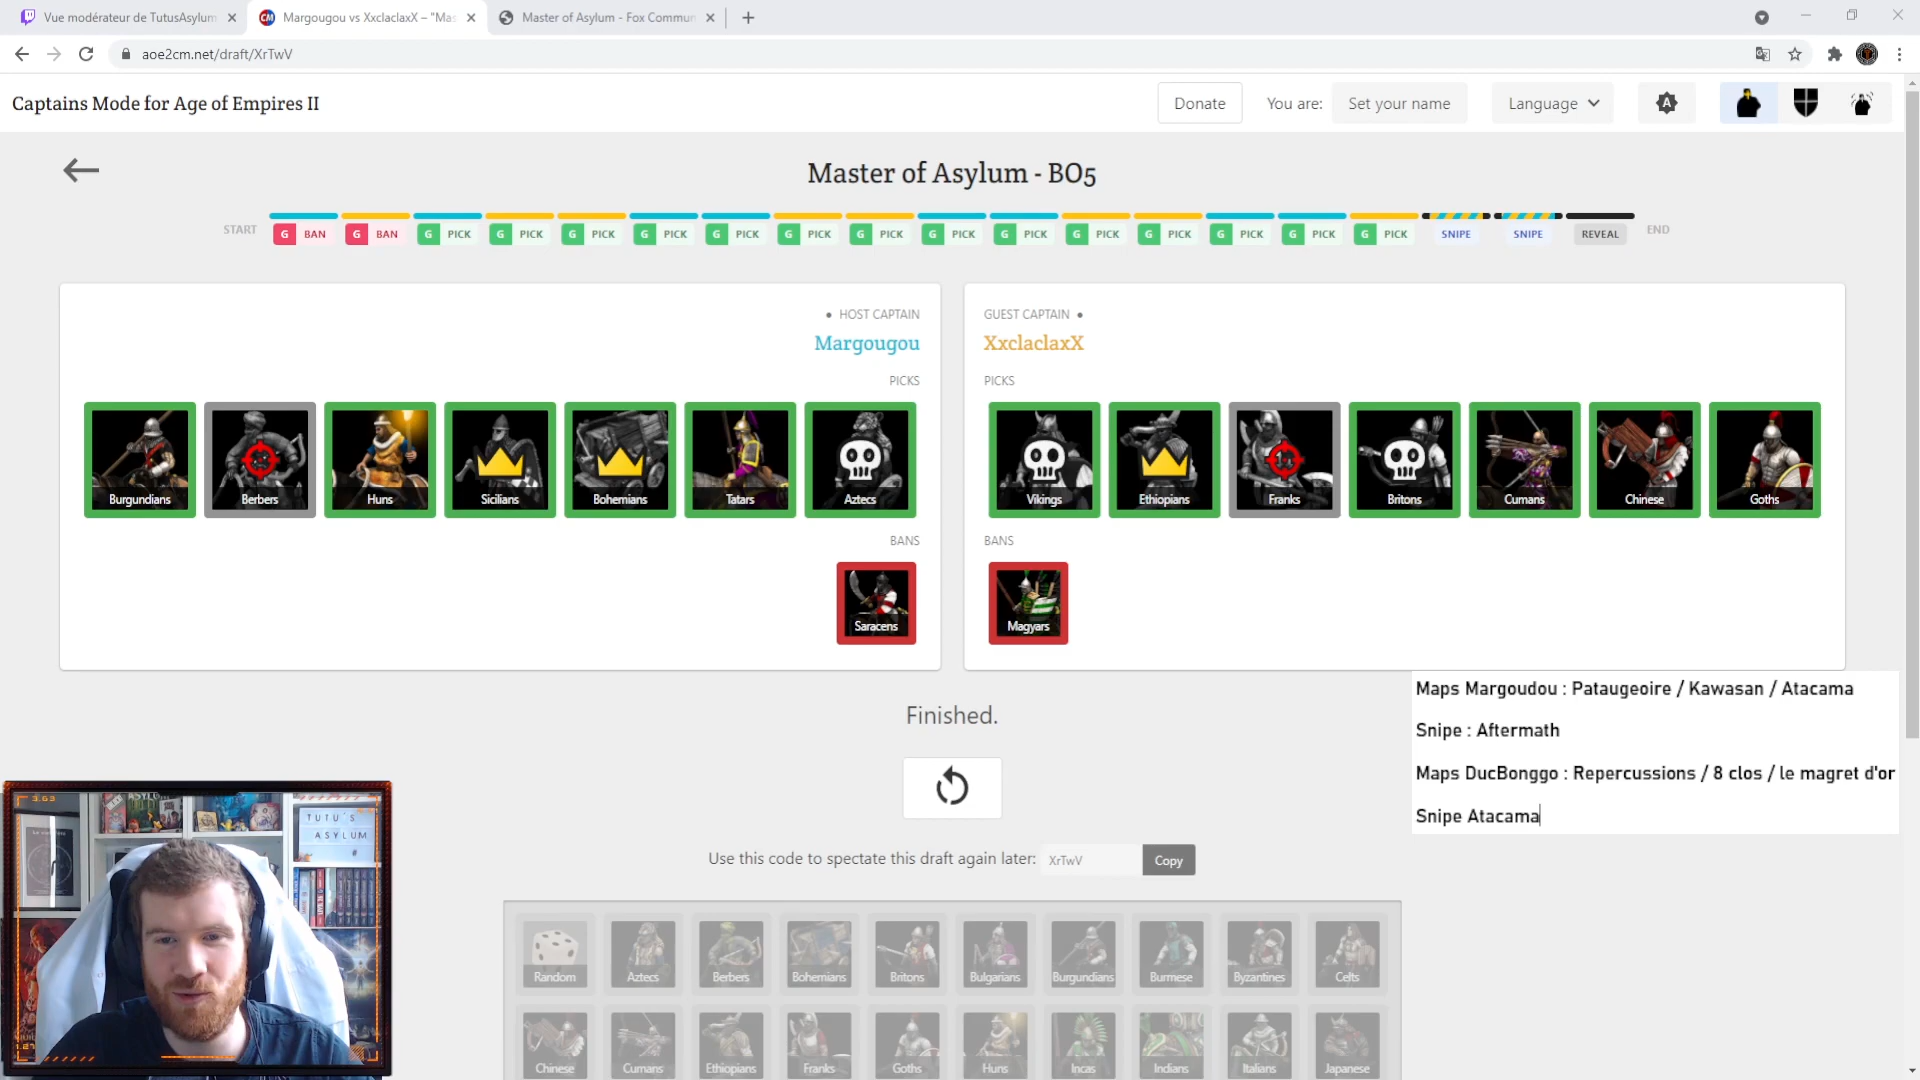 Vue modérateur de TutusAsylum
Margougou vs XxclaclaxX – "Mas
Master of Asylum - Fox Commun
aoe2cm.net/draft/XrTwV
Captains Mode for Age of Empires II
Donate
You are:
Set your name
Language
Master of Asylum - BO5
START
G BAN
G BAN
G PICK
G PICK
G PICK
G PICK
G PICK
G PICK
G PICK
G PICK
G PICK
G PICK
G PICK
G PICK
G PICK
G PICK
SNIPE
SNIPE
REVEAL
END
HOST CAPTAIN
Margougou
PICKS
Burgundians
Berbers
Huns
Sicilians
Bohemians
Tatars
Aztecs
BANS
Saracens
GUEST CAPTAIN
XxclaclaxX
PICKS
Vikings
Ethiopians
Franks
Britons
Cumans
Chinese
Goths
BANS
Magyars
Maps Margoudou : Pataugeoire / Kawasan / Atacama
Snipe : Aftermath
Maps DucBonggo : Repercussions / 8 clos / le magret d'or
Snipe Atacama
Finished.
Use this code to spectate this draft again later:
XrTwV
Copy
Random
Aztecs
Berbers
Bohemians
Britons
Bulgarians
Burgundians
Burmese
Byzantines
Celts
Chinese
Cumans
Ethiopians
Franks
Goths
Huns
Incas
Indians
Italians
Japanese
3.69
TUTU'S
ASYLUM